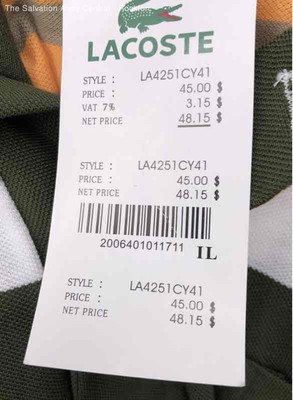 The Salvation
LACOSTE
STYLE : LA4251CY41
PRICE : 45.00 $
VAT 7% 3.15 $
NET PRICE 48.15 $
STYLE : LA4251CY41
PRICE : 45.00 $
NET PRICE 48.15 $
2006401011711 IL
STYLE : LA4251CY41
PRICE : 45.00 $
NET PRICE 48.15 $